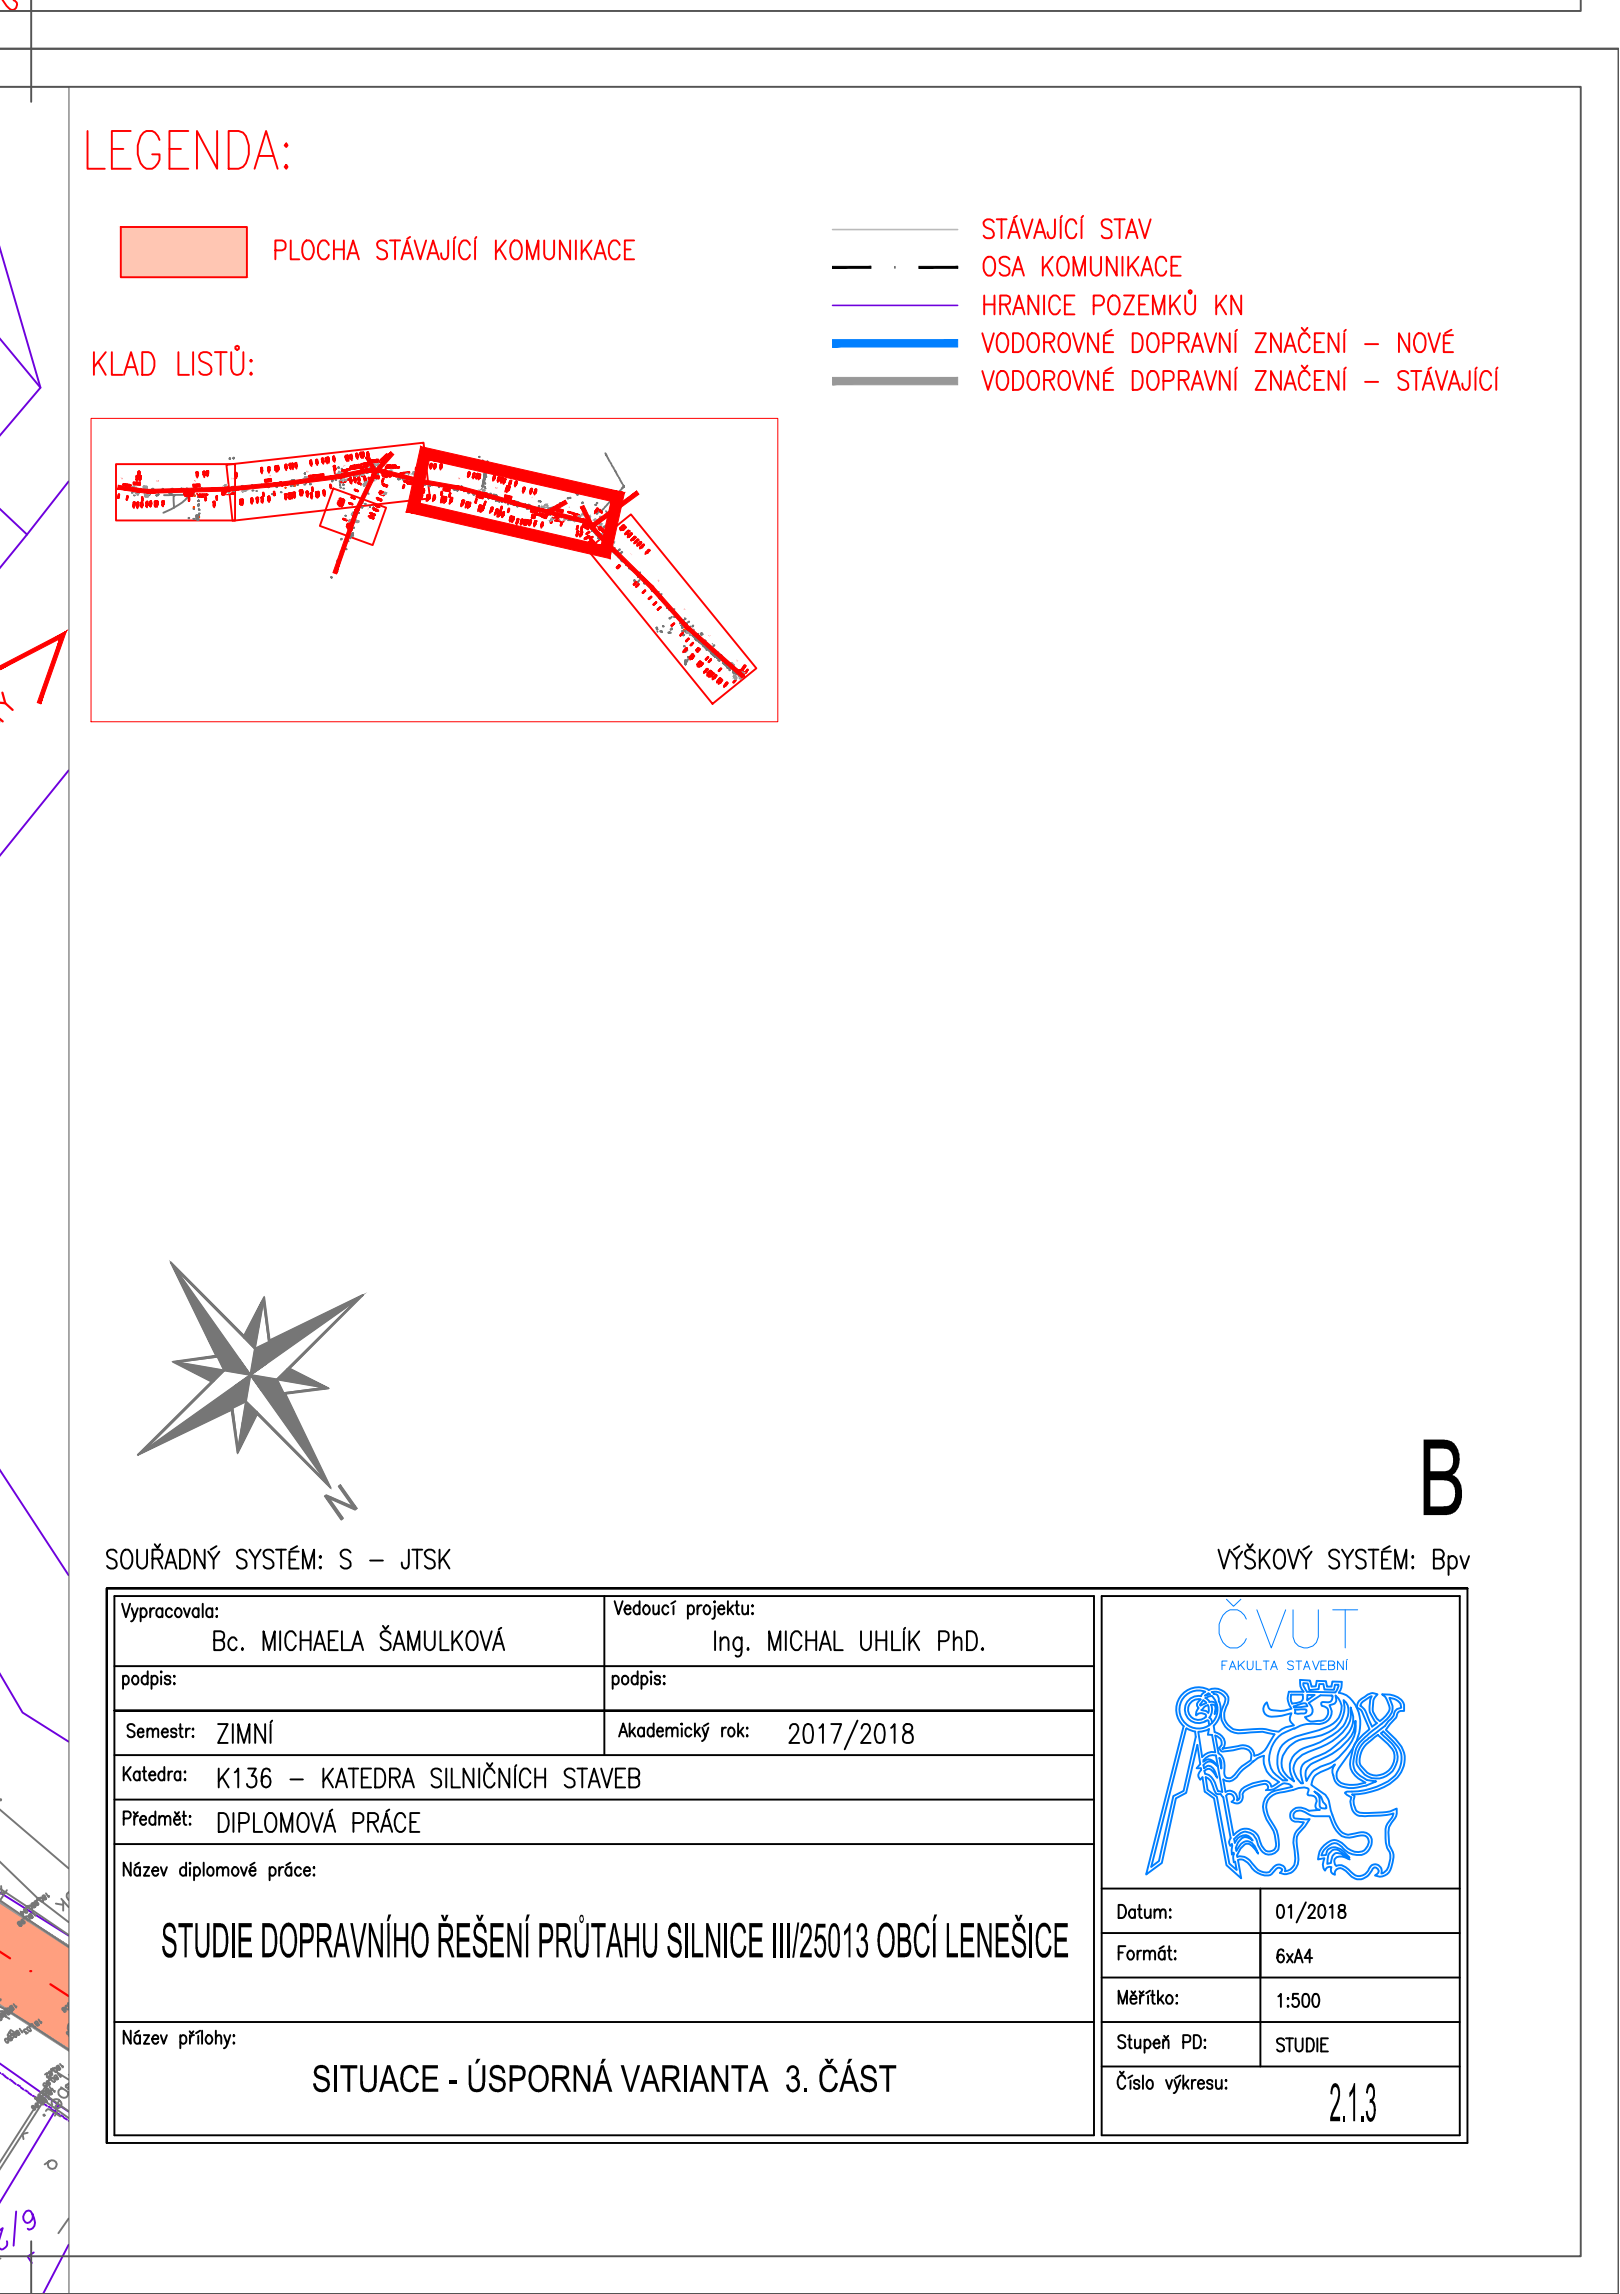 LEGENDA:
PLOCHA STÁVAJÍCÍ KOMUNIKACE
STÁVAJÍCÍ STAV
OSA KOMUNIKACE
HRANICE POZEMKŮ KN
VODOROVNÉ DOPRAVNÍ ZNAČENÍ – NOVÉ
VODOROVNÉ DOPRAVNÍ ZNAČENÍ – STÁVAJÍCÍ
KLAD LISTŮ:
N
B
SOUŘADNÝ SYSTÉM: S – JTSK
VÝŠKOVÝ SYSTÉM: Bpv
Vypracovala:
Bc. MICHAELA ŠAMULKOVÁ
Vedoucí projektu:
Ing. MICHAL UHLÍK PhD.
podpis:
podpis:
Semestr: ZIMNÍ
Akademický rok: 2017/2018
Katedra: K136 – KATEDRA SILNIČNÍCH STAVEB
Předmět: DIPLOMOVÁ PRÁCE
Název diplomové práce:
STUDIE DOPRAVNÍHO ŘEŠENÍ PRŮTAHU SILNICE III/25013 OBCÍ LENEŠICE
Název přílohy:
SITUACE - ÚSPORNÁ VARIANTA 3. ČÁST
ČVUT
FAKULTA STAVEBNÍ
Datum: 01/2018
Formát: 6xA4
Měřítko: 1:500
Stupeň PD: STUDIE
Číslo výkresu: 2.1.3